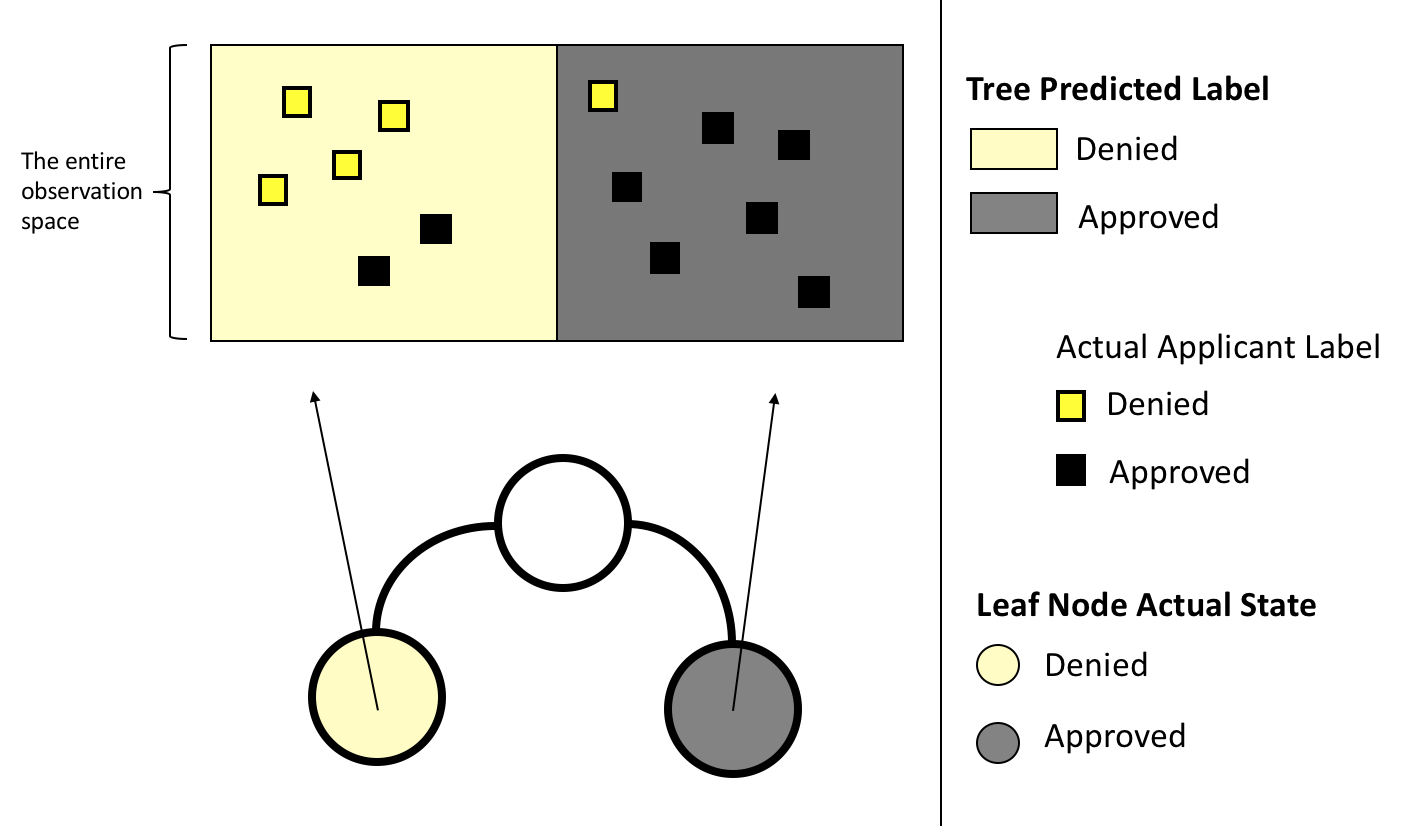 The entire
observation
space
Tree Predicted Label
Denied
Approved
Actual Applicant Label
Denied
Approved
Leaf Node Actual State
Denied
Approved